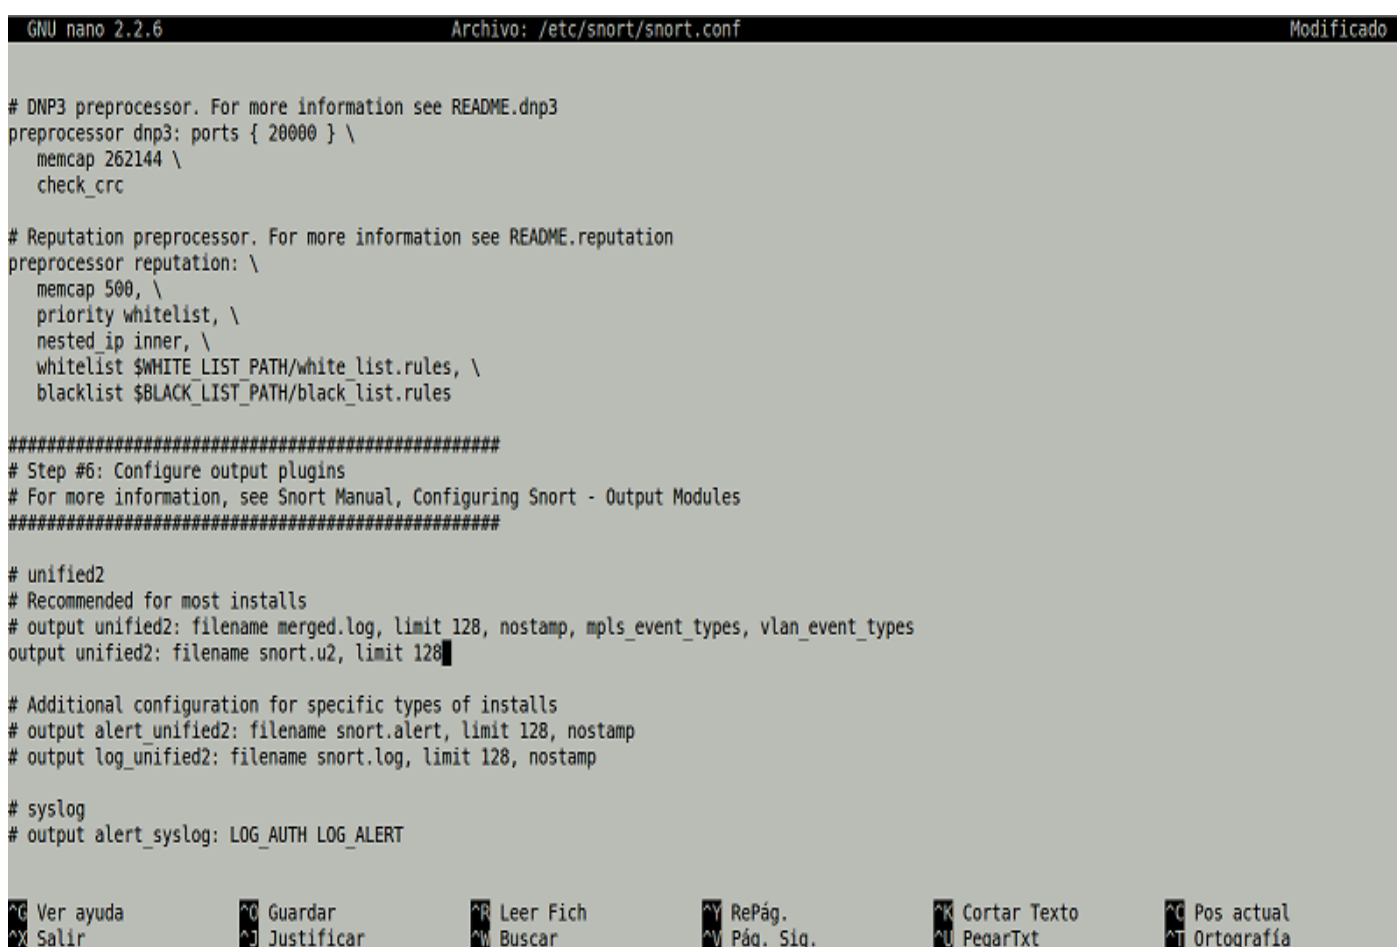 GNU nano 2.2.6 Archivo: /etc/snort/snort.conf Modificado
# DNP3 preprocessor. For more information see README.dnp3
preprocessor dnp3: ports { 20000 } \
memcap 262144 \
check_crc
# Reputation preprocessor. For more information see README.reputation
preprocessor reputation: \
memcap 500, \
priority whitelist, \
nested_ip inner, \
whitelist $WHITE_LIST_PATH/white_list.rules, \
blacklist $BLACK_LIST_PATH/black_list.rules
###################################################
# Step #6: Configure output plugins
# For more information, see Snort Manual, Configuring Snort - Output Modules
###################################################
# unified2
# Recommended for most installs
# output unified2: filename merged.log, limit 128, nostamp, mpls_event_types, vlan_event_types
output unified2: filename snort.u2, limit 128
# Additional configuration for specific types of installs
# output alert_unified2: filename snort.alert, limit 128, nostamp
# output log_unified2: filename snort.log, limit 128, nostamp
# syslog
# output alert_syslog: LOG_AUTH LOG_ALERT
^G Ver ayuda ^O Guardar ^R Leer Fich ^Y RePág. ^K Cortar Texto ^C Pos actual
^X Salir ^J Justificar ^W Buscar ^V Pág. Sig. ^U PegarTxt ^T Ortografía